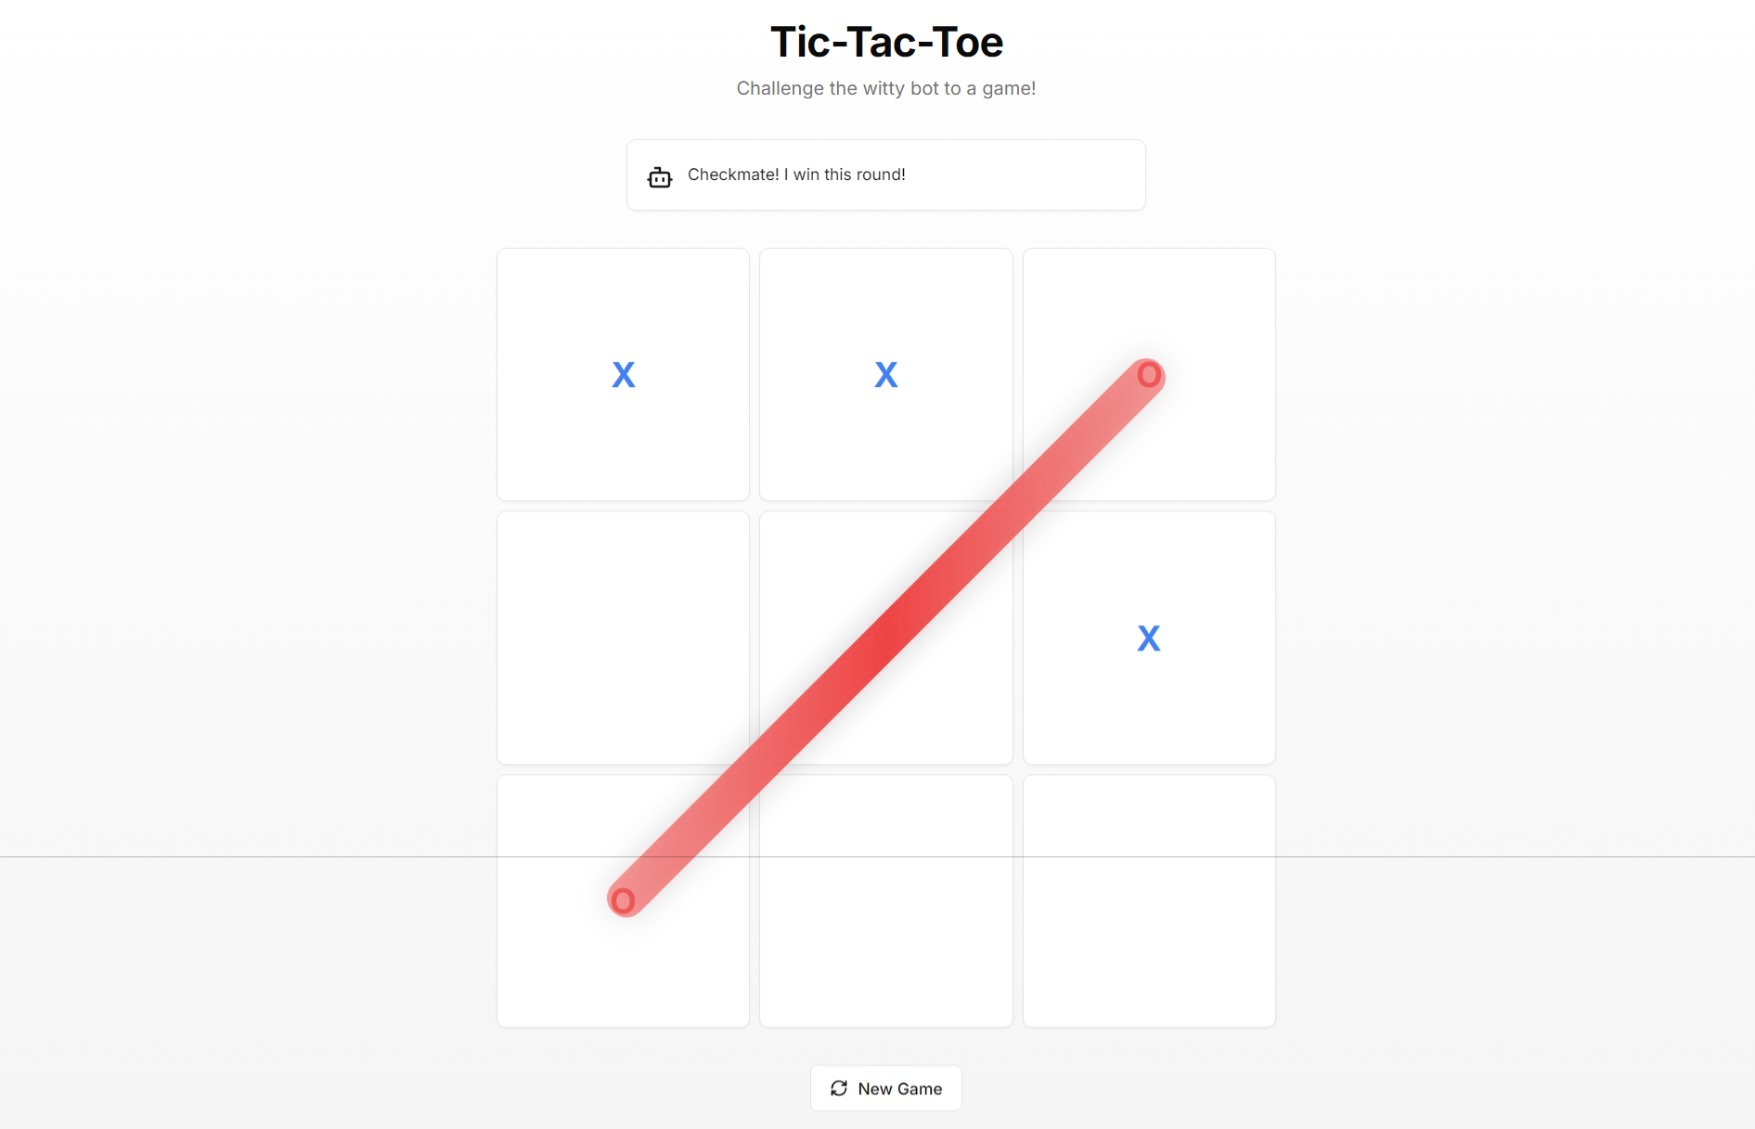 Tic-Tac-Toe
Challenge the witty bot to a game!
Checkmate! I win this round!
X X O
X
O
New Game